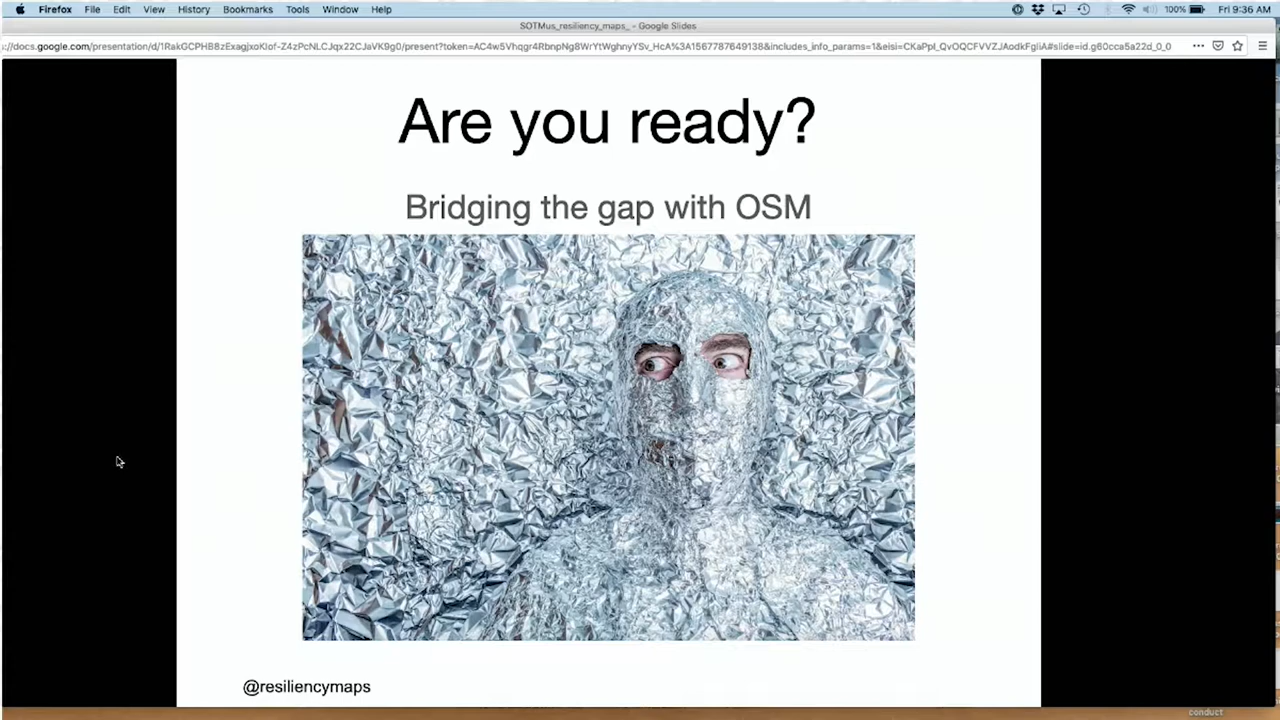 Firefox File Edit View History Bookmarks Tools Window Help 100% Fri 9:36 AM
SOTMus_resiliency_maps_ - Google Slides
Are you ready?
Bridging the gap with OSM
@resiliencymaps
conduct